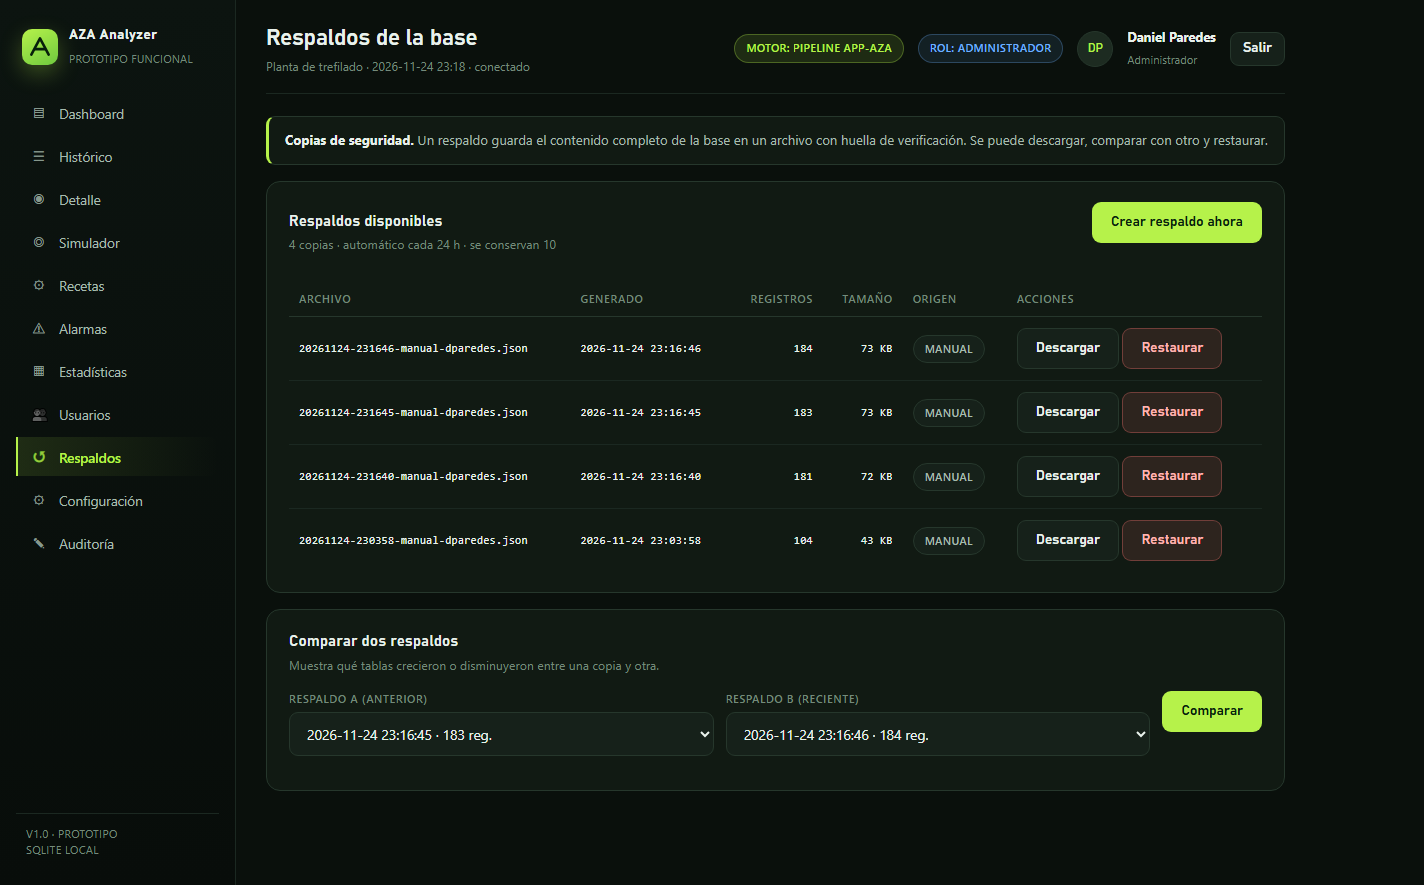 AZA Analyzer
PROTOTIPO FUNCIONAL
Dashboard
Histórico
Detalle
Simulador
Recetas
Alarmas
Estadísticas
Usuarios
Respaldos
Configuración
Auditoría
V1.0 · PROTOTIPO
SQLITE LOCAL
Respaldos de la base
Planta de trefilado · 2026-11-24 23:18 · conectado
MOTOR: PIPELINE APP-AZA
ROL: ADMINISTRADOR
DP
Daniel Paredes
Administrador
Salir
Copias de seguridad. Un respaldo guarda el contenido completo de la base en un archivo con huella de verificación. Se puede descargar, comparar con otro y restaurar.
Respaldos disponibles
4 copias · automático cada 24 h · se conservan 10
Crear respaldo ahora
ARCHIVO GENERADO REGISTROS TAMAÑO ORIGEN ACCIONES
20261124-231646-manual-dparedes.json 2026-11-24 23:16:46 184 73 KB MANUAL Descargar Restaurar
20261124-231645-manual-dparedes.json 2026-11-24 23:16:45 183 73 KB MANUAL Descargar Restaurar
20261124-231640-manual-dparedes.json 2026-11-24 23:16:40 181 72 KB MANUAL Descargar Restaurar
20261124-230358-manual-dparedes.json 2026-11-24 23:03:58 104 43 KB MANUAL Descargar Restaurar
Comparar dos respaldos
Muestra qué tablas crecieron o disminuyeron entre una copia y otra.
RESPALDO A (ANTERIOR) RESPALDO B (RECIENTE)
2026-11-24 23:16:45 · 183 reg. 2026-11-24 23:16:46 · 184 reg. Comparar